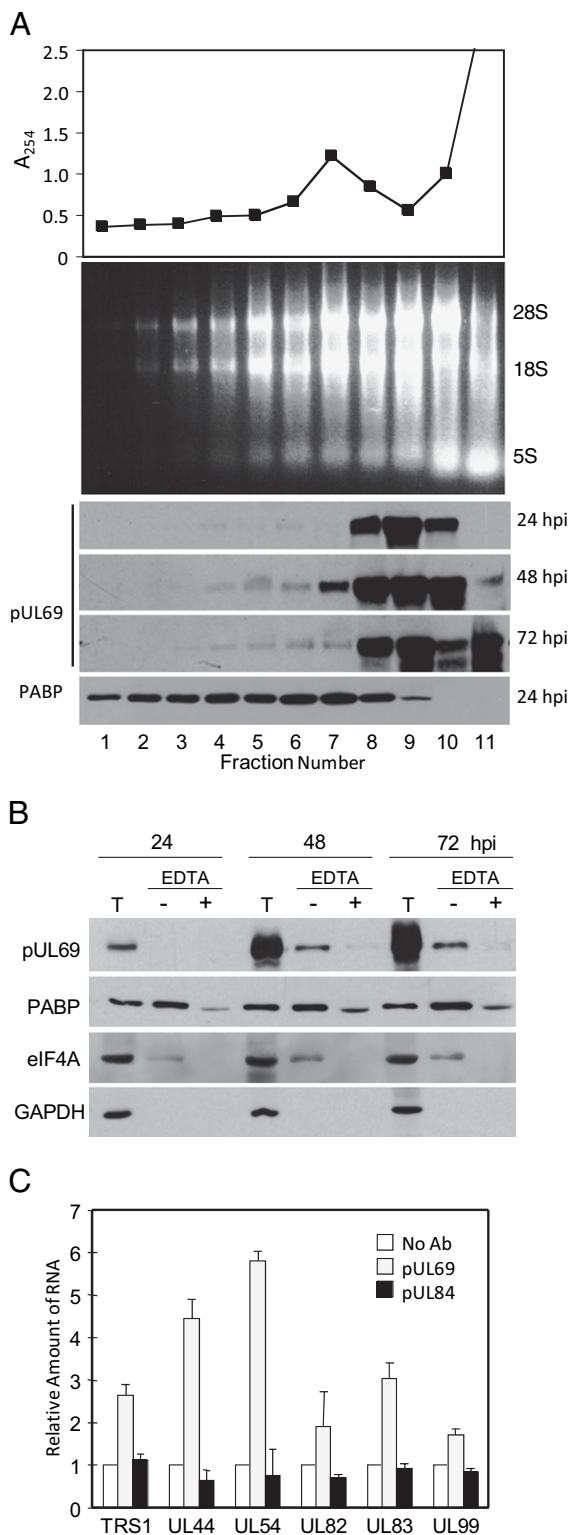 A
2.5
2.0
1.5
1.0
0.5
0
A254
28S
18S
5S
pUL69
24 hpi
48 hpi
72 hpi
PABP
24 hpi
1 2 3 4 5 6 7 8 9 10 11
Fraction Number
B
24 48 72 hpi
EDTA EDTA EDTA
T - + T - + T - +
pUL69
PABP
eIF4A
GAPDH
C
7
6
5
4
3
2
1
0
Relative Amount of RNA
No Ab
pUL69
pUL84
TRS1 UL44 UL54 UL82 UL83 UL99